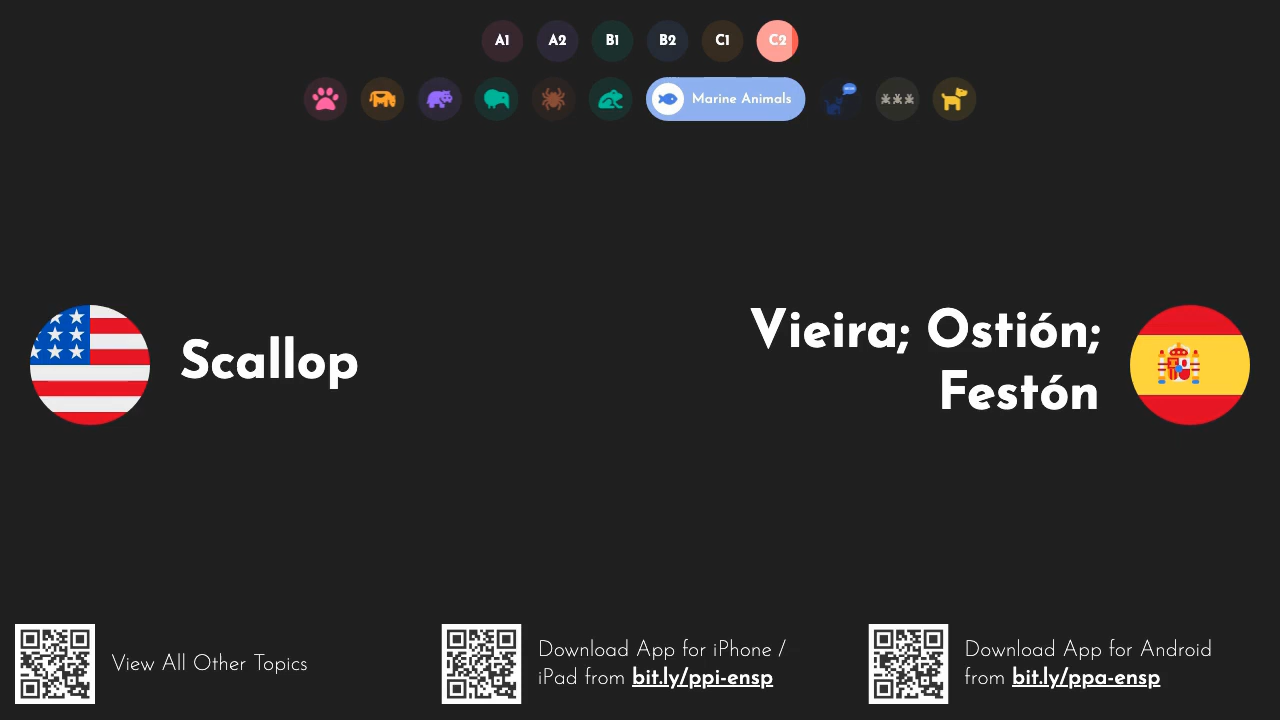 A1 A2 B1 B2 C1 C2
Marine Animals
Scallop
Vieira; Ostión;
Festón
View All Other Topics
Download App for iPhone /
iPad from bit.ly/ppi-ensp
Download App for Android
from bit.ly/ppa-ensp